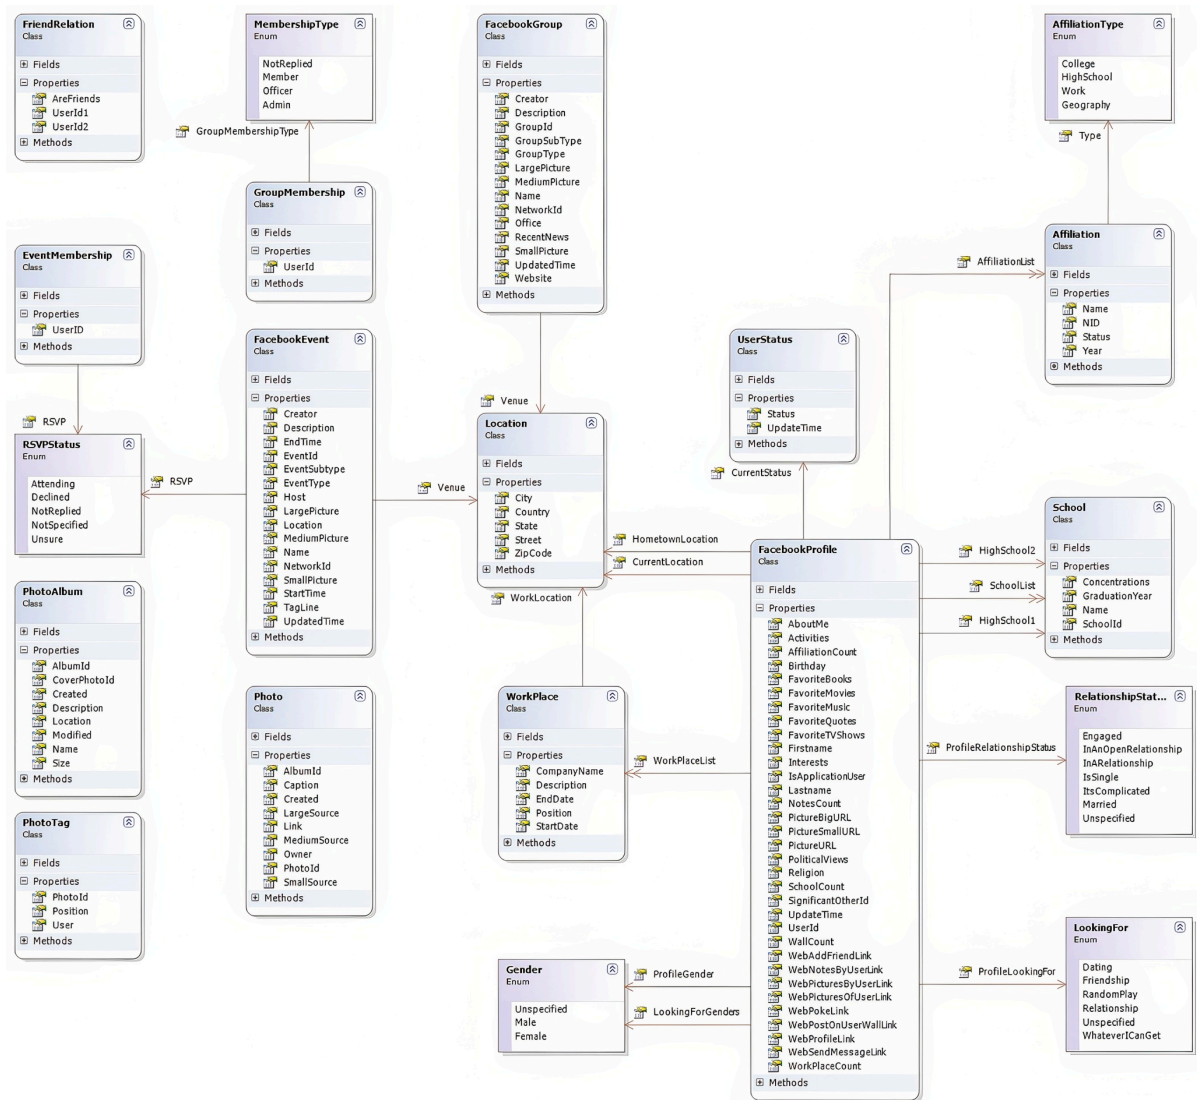 FriendRelation
Class
Fields
Properties
AreFriends
UserId1
UserId2
Methods
MembershipType
Enum
NotReplied
Member
Officer
Admin
GroupMembershipType
GroupMembership
Class
Fields
Properties
UserId
Methods
FacebookGroup
Class
Fields
Properties
Creator
Description
GroupId
GroupSubType
GroupType
LargePicture
MediumPicture
Name
NetworkId
Office
RecentNews
SmallPicture
UpdatedTime
Website
Methods
AffiliationType
Enum
College
HighSchool
Work
Geography
Type
Affiliation
Class
Fields
Properties
Name
NID
Status
Year
Methods
AffiliationList
EventMembership
Class
Fields
Properties
UserID
Methods
RSVP
RSVPStatus
Enum
Attending
Declined
NotReplied
NotSpecified
Unsure
RSVP
FacebookEvent
Class
Fields
Properties
Creator
Description
EndTime
EventId
EventSubtype
EventType
Host
LargePicture
Location
MediumPicture
Name
NetworkId
SmallPicture
StartTime
TagLine
UpdatedTime
Methods
Venue
Venue
Location
Class
Fields
Properties
City
Country
State
Street
ZipCode
Methods
WorkLocation
UserStatus
Class
Fields
Properties
Status
UpdateTime
Methods
CurrentStatus
HometownLocation
CurrentLocation
FacebookProfile
Class
Fields
Properties
AboutMe
Activities
AffiliationCount
Birthday
FavoriteBooks
FavoriteMovies
FavoriteMusic
FavoriteQuotes
FavoriteTVShows
Firstname
Interests
IsApplicationUser
Lastname
NotesCount
PictureBigURL
PictureSmallURL
PictureURL
PoliticalViews
Religion
SchoolCount
SignificantOtherId
UpdateTime
UserId
WallCount
WebAddFriendLink
WebNotesByUserLink
WebPicturesByUserLink
WebPicturesOfUserLink
WebPokeLink
WebPostOnUserWallLink
WebProfileLink
WebSendMessageLink
WorkPlaceCount
Methods
HighSchool2
SchoolList
HighSchool1
School
Class
Fields
Properties
Concentrations
GraduationYear
Name
SchoolId
Methods
PhotoAlbum
Class
Fields
Properties
AlbumId
CoverPhotoId
Created
Description
Location
Modified
Name
Size
Methods
Photo
Class
Fields
Properties
AlbumId
Caption
Created
LargeSource
Link
MediumSource
Owner
PhotoId
SmallSource
Methods
WorkPlace
Class
Fields
Properties
CompanyName
Description
EndDate
Position
StartDate
Methods
WorkPlaceList
ProfileRelationshipStatus
RelationshipStat...
Enum
Engaged
InAnOpenRelationship
InARelationship
IsSingle
ItsComplicated
Married
Unspecified
PhotoTag
Class
Fields
Properties
PhotoId
Position
User
Methods
Gender
Enum
Unspecified
Male
Female
ProfileGender
LookingForGenders
ProfileLookingFor
LookingFor
Enum
Dating
Friendship
RandomPlay
Relationship
Unspecified
WhateverICanGet